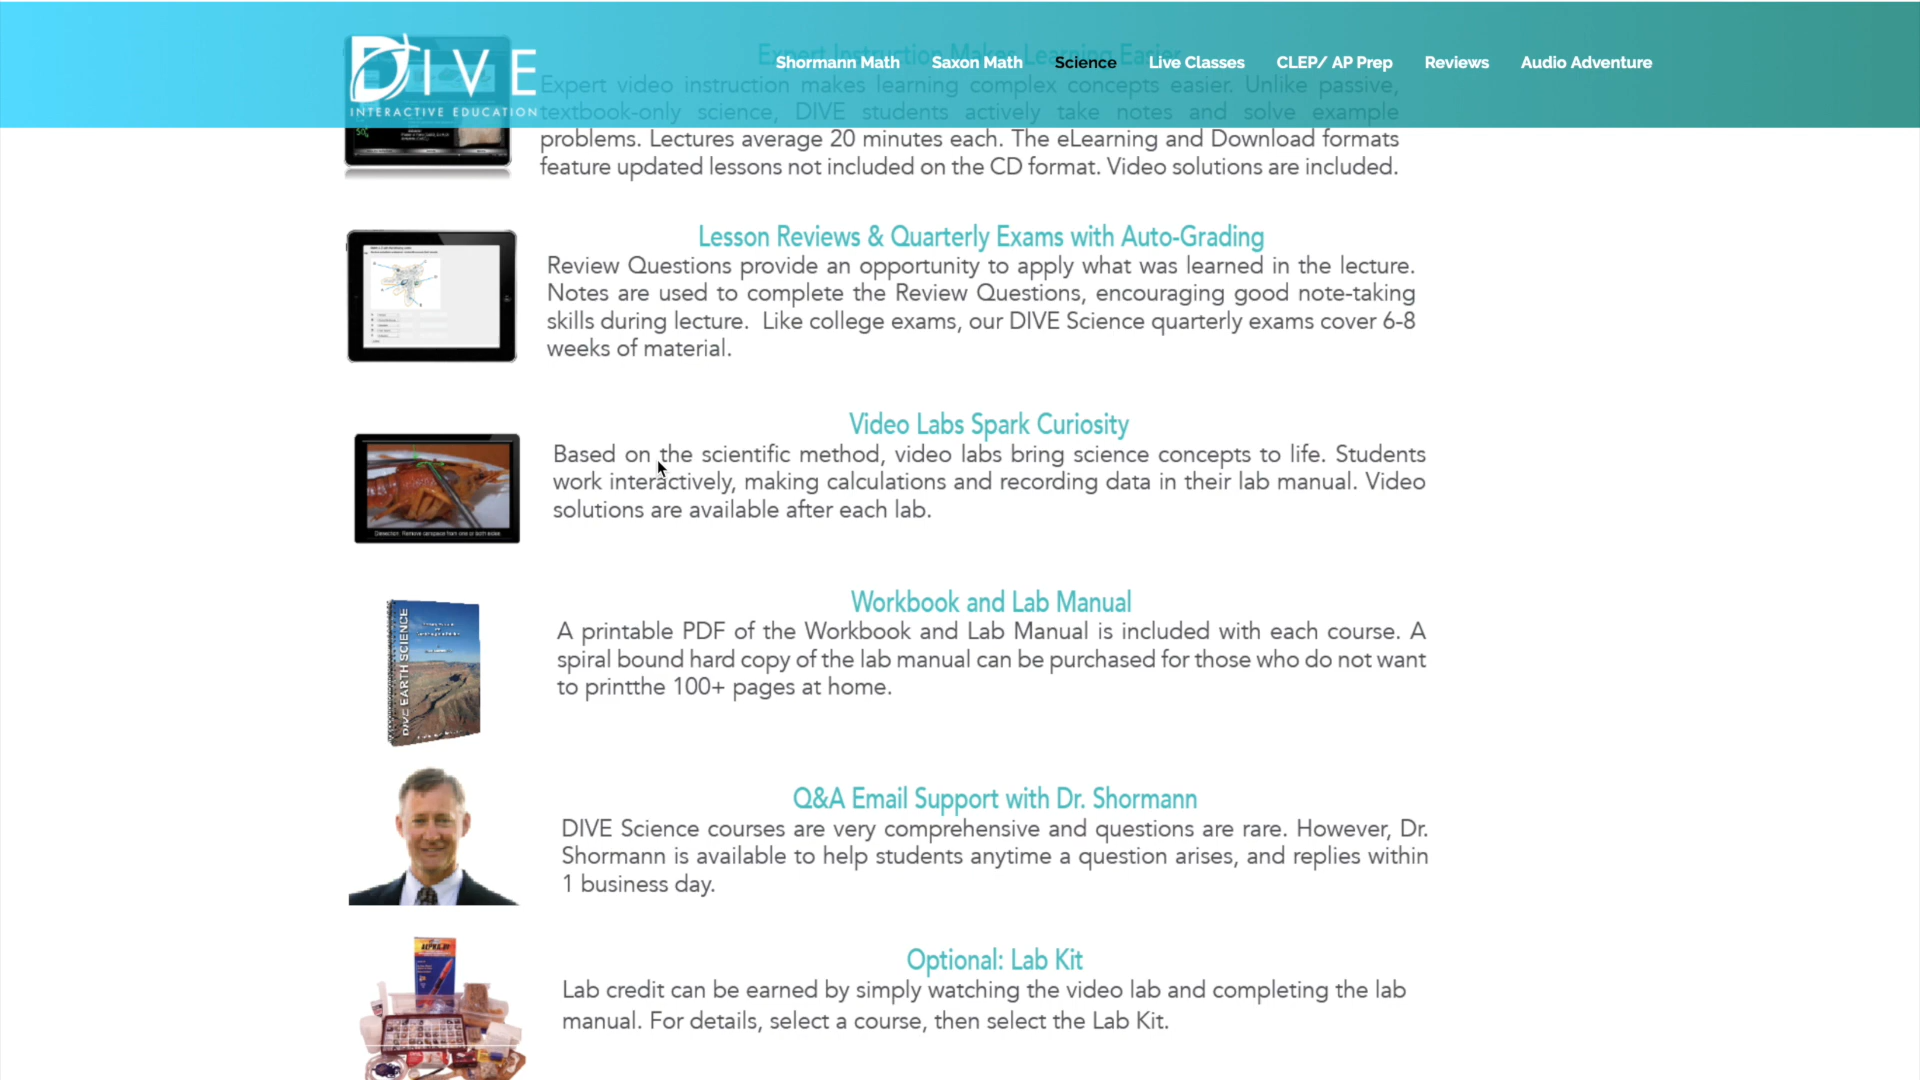 DIVE
INTERACTIVE EDUCATION
Shormann Math
Saxon Math
Science
Live Classes
CLEP/ AP Prep
Reviews
Audio Adventure
Expert Instruction Makes Learning Easier
Expert video instruction makes learning complex concepts easier. Unlike passive,
textbook-only science, DIVE students actively take notes and solve example
problems. Lectures average 20 minutes each. The eLearning and Download formats
feature updated lessons not included on the CD format. Video solutions are included.
Lesson Reviews & Quarterly Exams with Auto-Grading
Review Questions provide an opportunity to apply what was learned in the lecture.
Notes are used to complete the Review Questions, encouraging good note-taking
skills during lecture. Like college exams, our DIVE Science quarterly exams cover 6-8
weeks of material.
Video Labs Spark Curiosity
Based on the scientific method, video labs bring science concepts to life. Students
work interactively, making calculations and recording data in their lab manual. Video
solutions are available after each lab.
Dissection: Remove carapace from one or both sides
Workbook and Lab Manual
A printable PDF of the Workbook and Lab Manual is included with each course. A
spiral bound hard copy of the lab manual can be purchased for those who do not want
to printthe 100+ pages at home.
DIVE EARTH SCIENCE
Q&A Email Support with Dr. Shormann
DIVE Science courses are very comprehensive and questions are rare. However, Dr.
Shormann is available to help students anytime a question arises, and replies within
1 business day.
Optional: Lab Kit
Lab credit can be earned by simply watching the video lab and completing the lab
manual. For details, select a course, then select the Lab Kit.